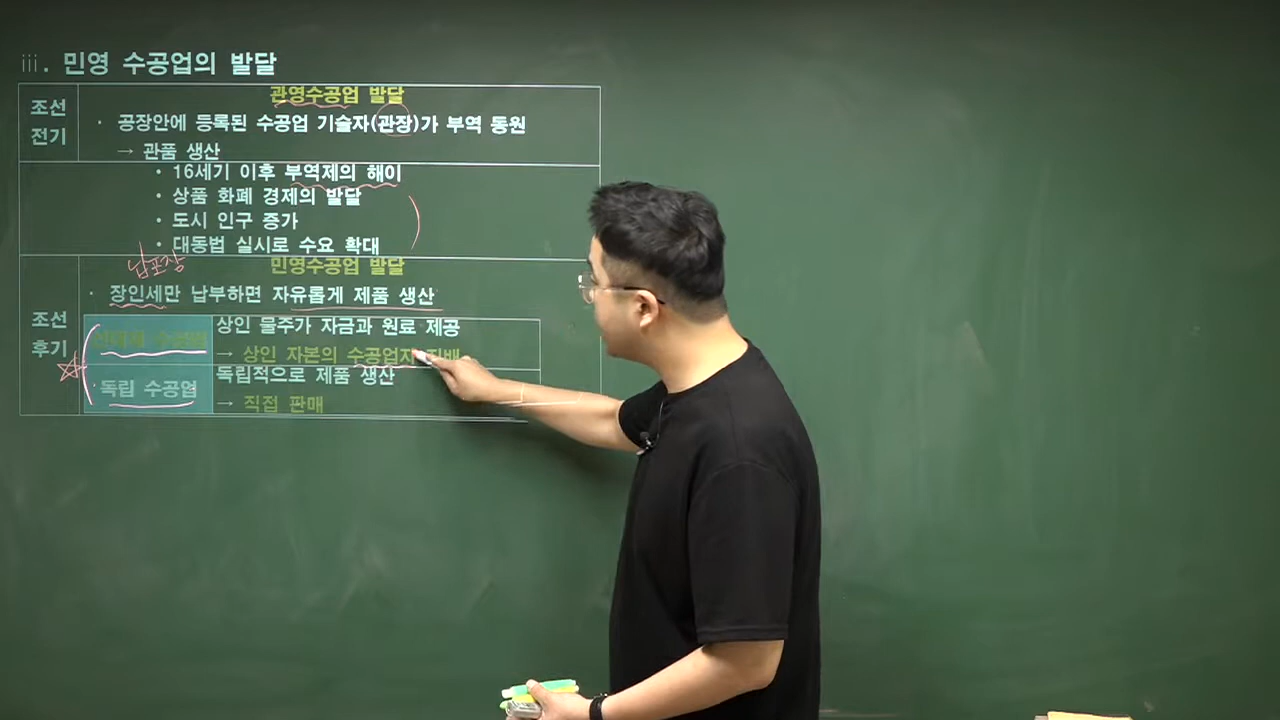 ⅲ. 민영 수공업의 발달
조선 전기
관영수공업 발달
· 공장안에 등록된 수공업 기술자(관장)가 부역 동원
→ 관품 생산
· 16세기 이후 부역제의 해이
· 상품 화폐 경제의 발달
· 도시 인구 증가
· 대동법 실시로 수요 확대
조선 후기
납포장
민영수공업 발달
· 장인세만 납부하면 자유롭게 제품 생산
상인 물주가 자금과 원료 제공
→ 상인 자본의 수공업자
독립 수공업
독립적으로 제품 생산
→ 직접 판매